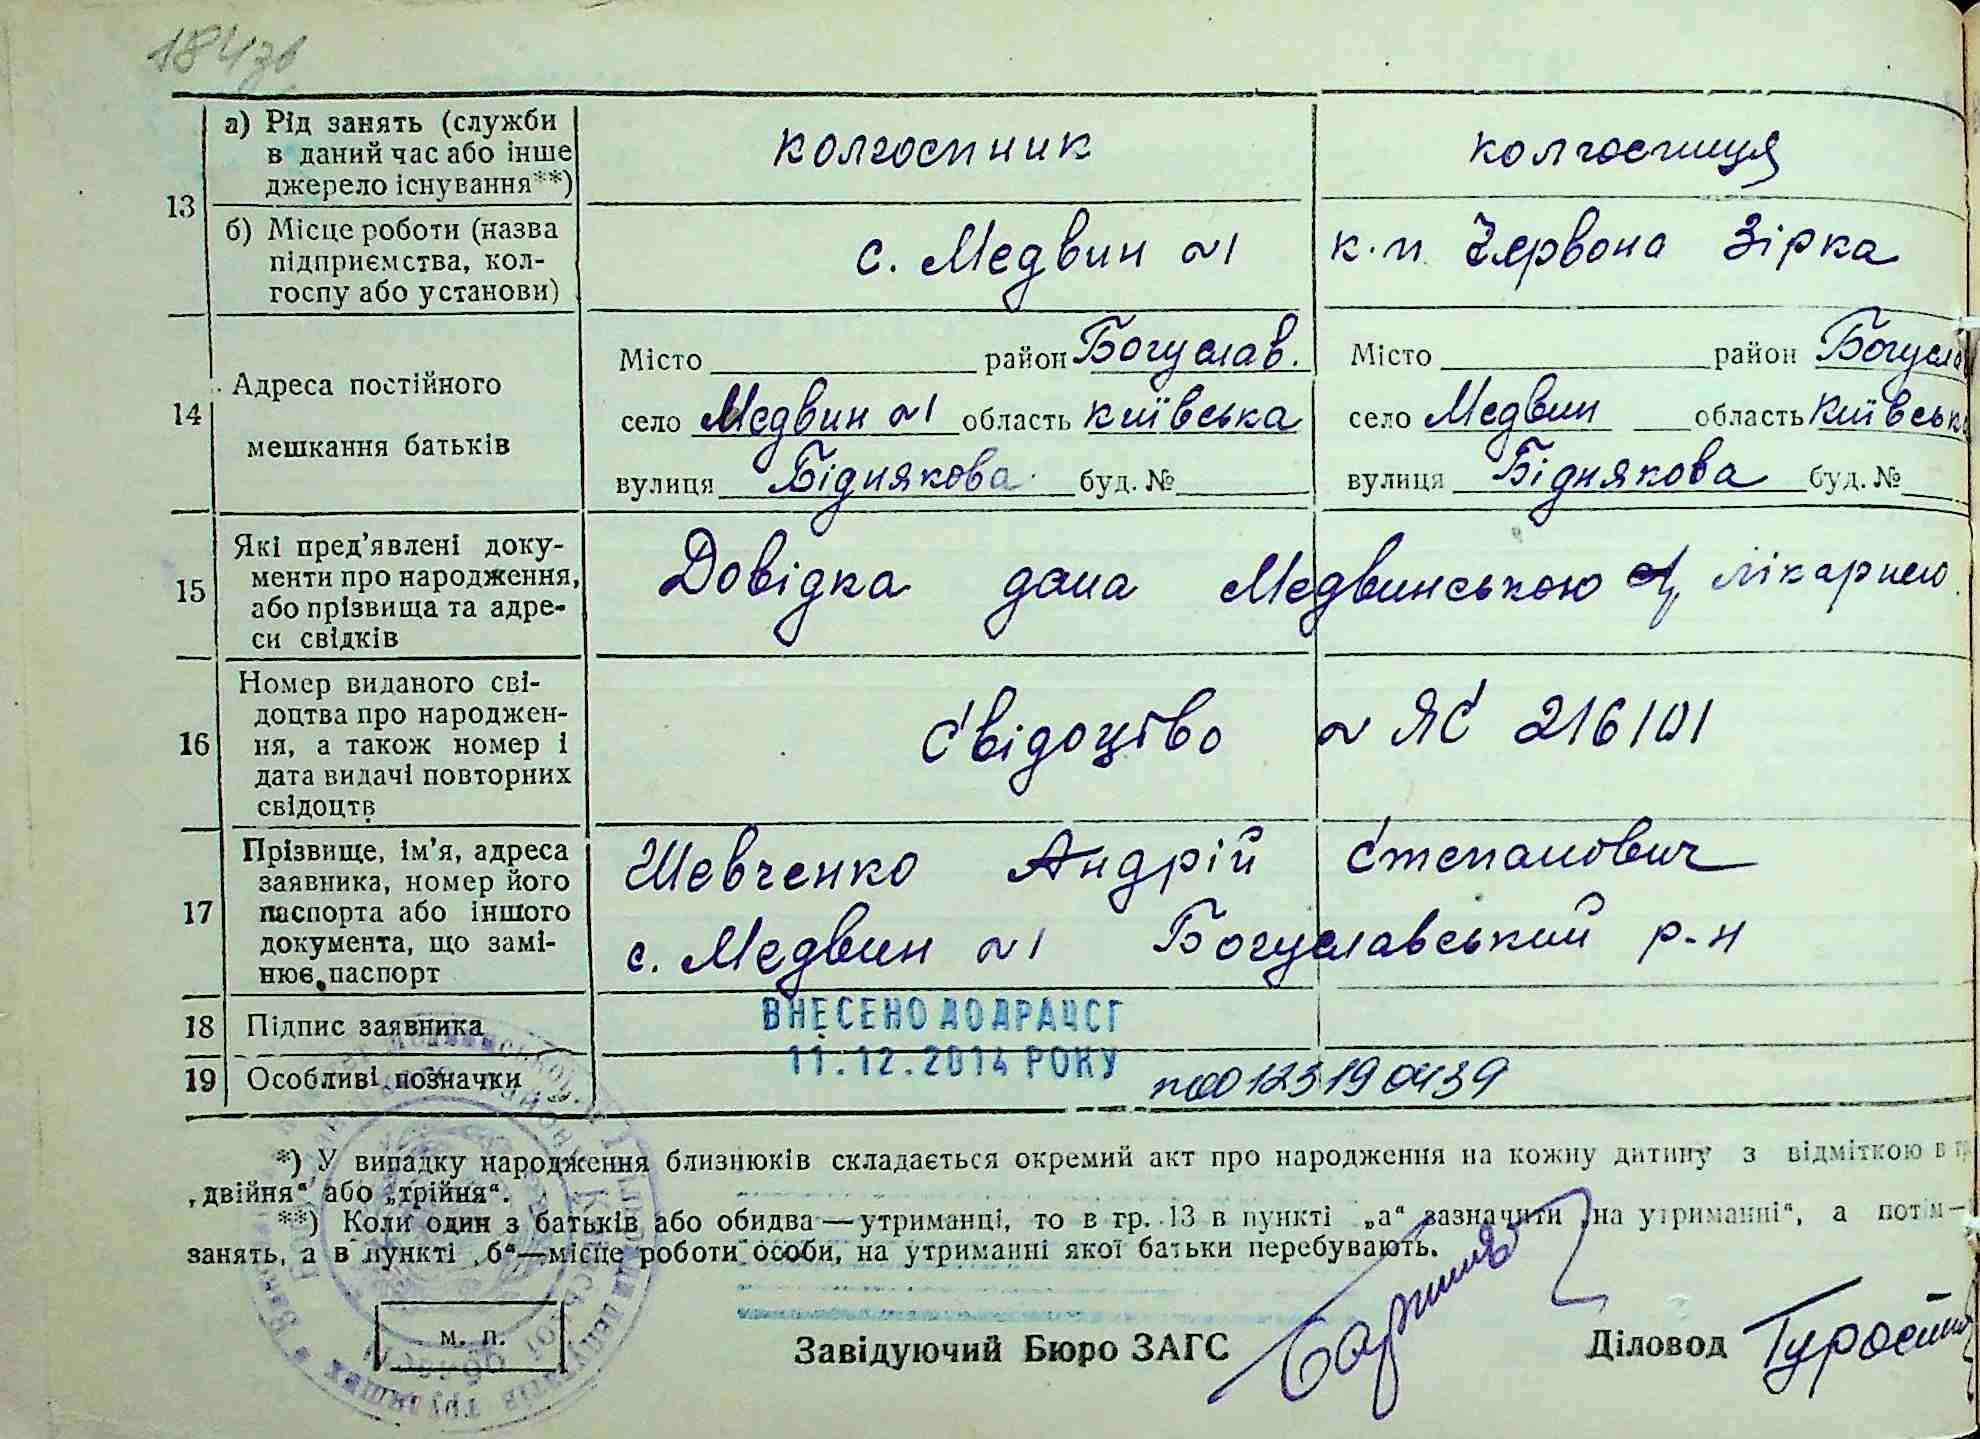 184зв
13
а) Рід занять (служби
в даний час або інше
джерело існування**)
колгоспник
колгоспниця
б) Місце роботи (назва
підприємства, кол-
госпу або установи)
с. Медвин №1
к-п Червона Зірка
14
Адреса постійного
мешкання батьків
Місто район Богуслав.
село Медвин №1 область Київська
вулиця Біднякова буд. №
Місто район Богусла
село Медвин область Київськ
вулиця Біднякова буд. №
15
Які пред'явлені доку-
менти про народження,
або прізвища та адре-
си свідків
Довідка дана Медвинською лікарнею
16
Номер виданого сві-
доцтва про народжен-
ня, а також номер і
дата видачі повторних
свідоцтв
Свідоцтво № ЯС 216101
17
Прізвище, ім'я, адреса
заявника, номер його
паспорта або іншого
документа, що замі-
нює паспорт
Шевченко Андрій Степанович
с. Медвин №1 Богуславський р-н
18
Підпис заявника
ВНЕСЕНО ДО ДРАЦСГ
11.12.2014 РОКУ
19
Особливі позначки
00123190439
*) У випадку народження близнюків складається окремий акт про народження на кожну дитину з відміткою в
„двійня“ або „трійня“.
**) Коли один з батьків або обидва—утриманці, то в гр. 13 в пункті „а“ зазначити „на утриманні“, а потім—
занять, а в пункті „б“—місце роботи особи, на утриманні якої батьки перебувають.
м. п.
Завідуючий Бюро ЗАГС
Діловод